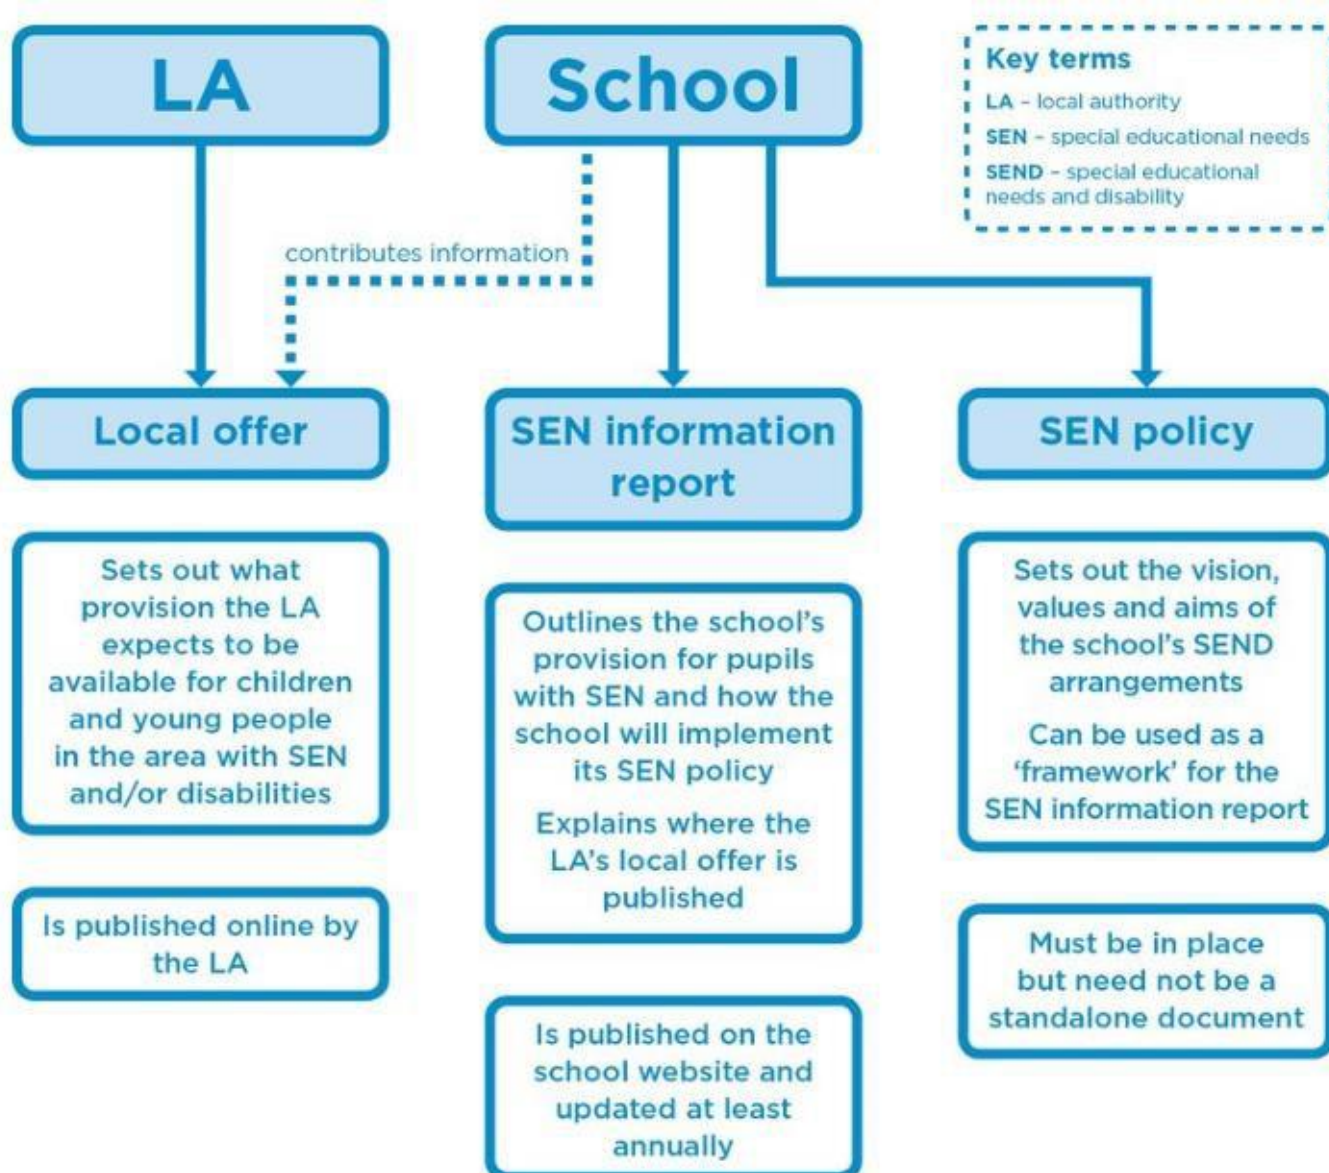 LA
School
Key terms
LA – local authority
SEN – special educational needs
SEND – special educational
needs and disability
contributes information
Local offer
SEN information
report
SEN policy
Sets out what
provision the LA
expects to be
available for children
and young people
in the area with SEN
and/or disabilities
Is published online by
the LA
Outlines the school’s
provision for pupils
with SEN and how the
school will implement
its SEN policy
Explains where the
LA’s local offer is
published
Is published on the
school website and
updated at least
annually
Sets out the vision,
values and aims of
the school’s SEND
arrangements
Can be used as a
‘framework’ for the
SEN information report
Must be in place
but need not be a
standalone document